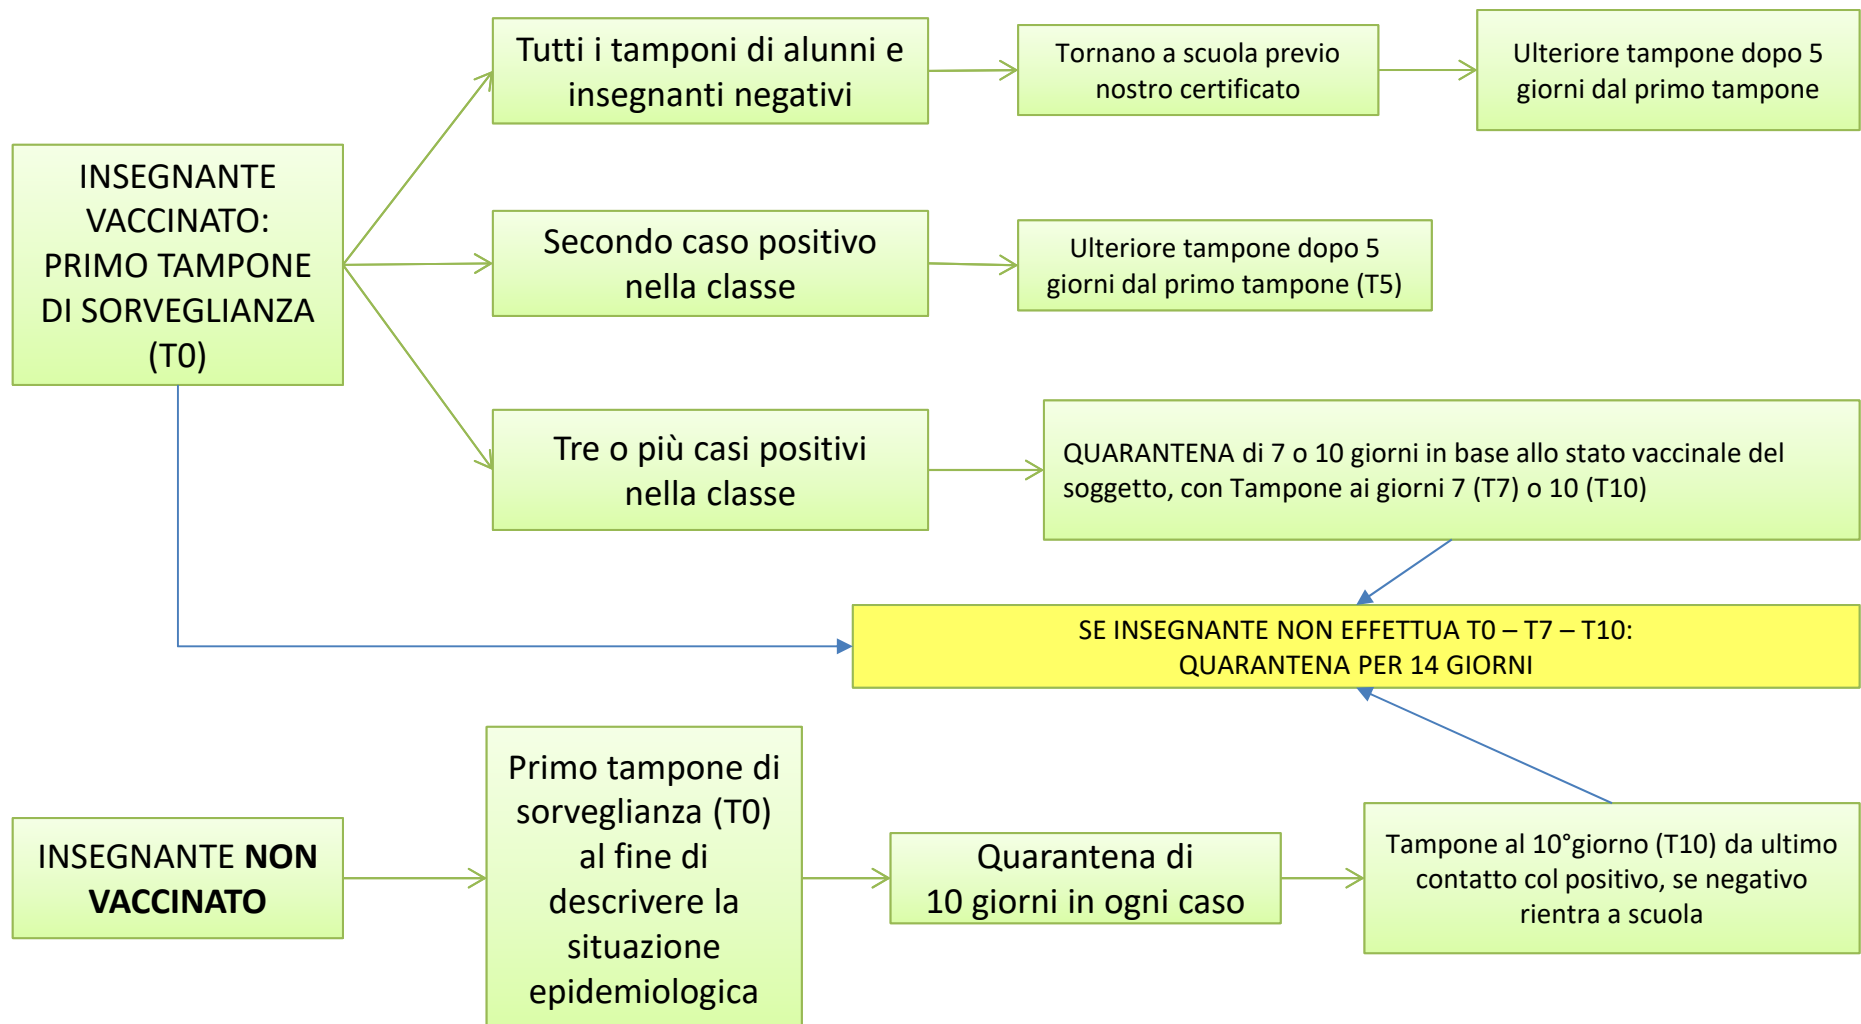 Tutti i tamponi di alunni e
insegnanti negativi
Tornano a scuola previo
nostro certificato
Ulteriore tampone dopo 5
giorni dal primo tampone
INSEGNANTE
VACCINATO:
PRIMO TAMPONE
DI SORVEGLIANZA
(T0)
Secondo caso positivo
nella classe
Ulteriore tampone dopo 5
giorni dal primo tampone (T5)
Tre o più casi positivi
nella classe
QUARANTENA di 7 o 10 giorni in base allo stato vaccinale del
soggetto, con Tampone ai giorni 7 (T7) o 10 (T10)
SE INSEGNANTE NON EFFETTUA T0 – T7 – T10:
QUARANTENA PER 14 GIORNI
INSEGNANTE NON
VACCINATO
Primo tampone di
sorveglianza (T0)
al fine di
descrivere la
situazione
epidemiologica
Quarantena di
10 giorni in ogni caso
Tampone al 10°giorno (T10) da ultimo
contatto col positivo, se negativo
rientra a scuola